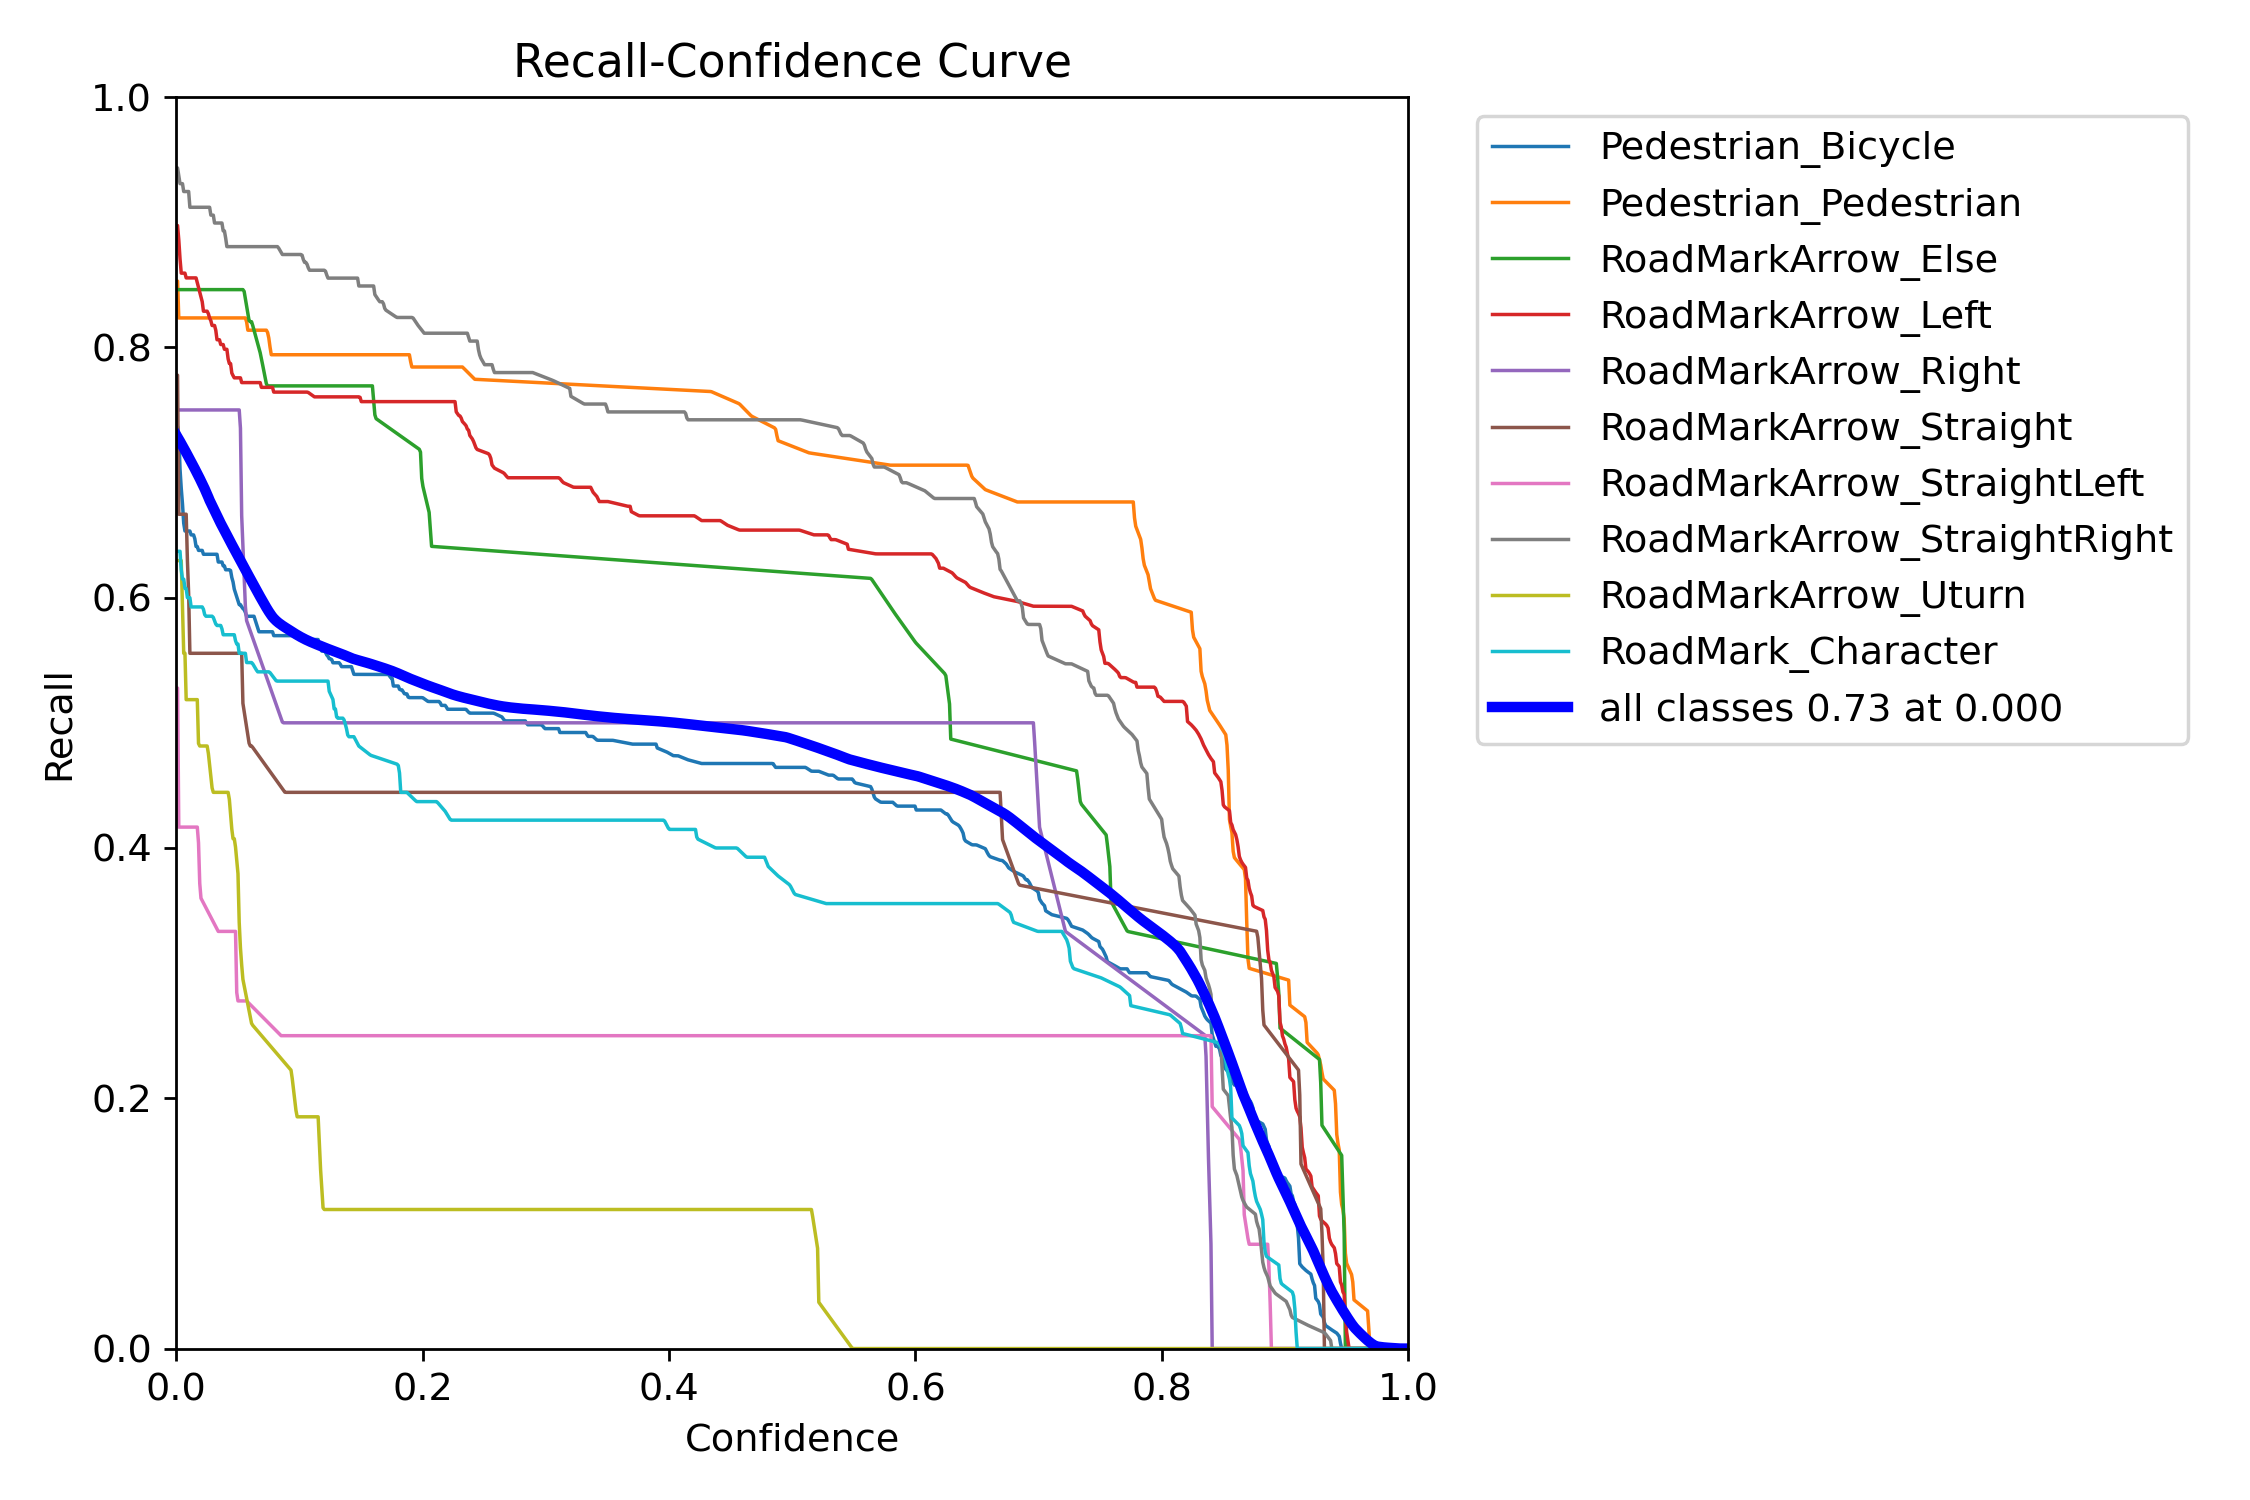 Recall-Confidence Curve
1.0
0.8
0.6
0.4
0.2
0.0
Recall
0.0 0.2 0.4 0.6 0.8 1.0
Confidence
Pedestrian_Bicycle
Pedestrian_Pedestrian
RoadMarkArrow_Else
RoadMarkArrow_Left
RoadMarkArrow_Right
RoadMarkArrow_Straight
RoadMarkArrow_StraightLeft
RoadMarkArrow_StraightRight
RoadMarkArrow_Uturn
RoadMark_Character
all classes 0.73 at 0.000